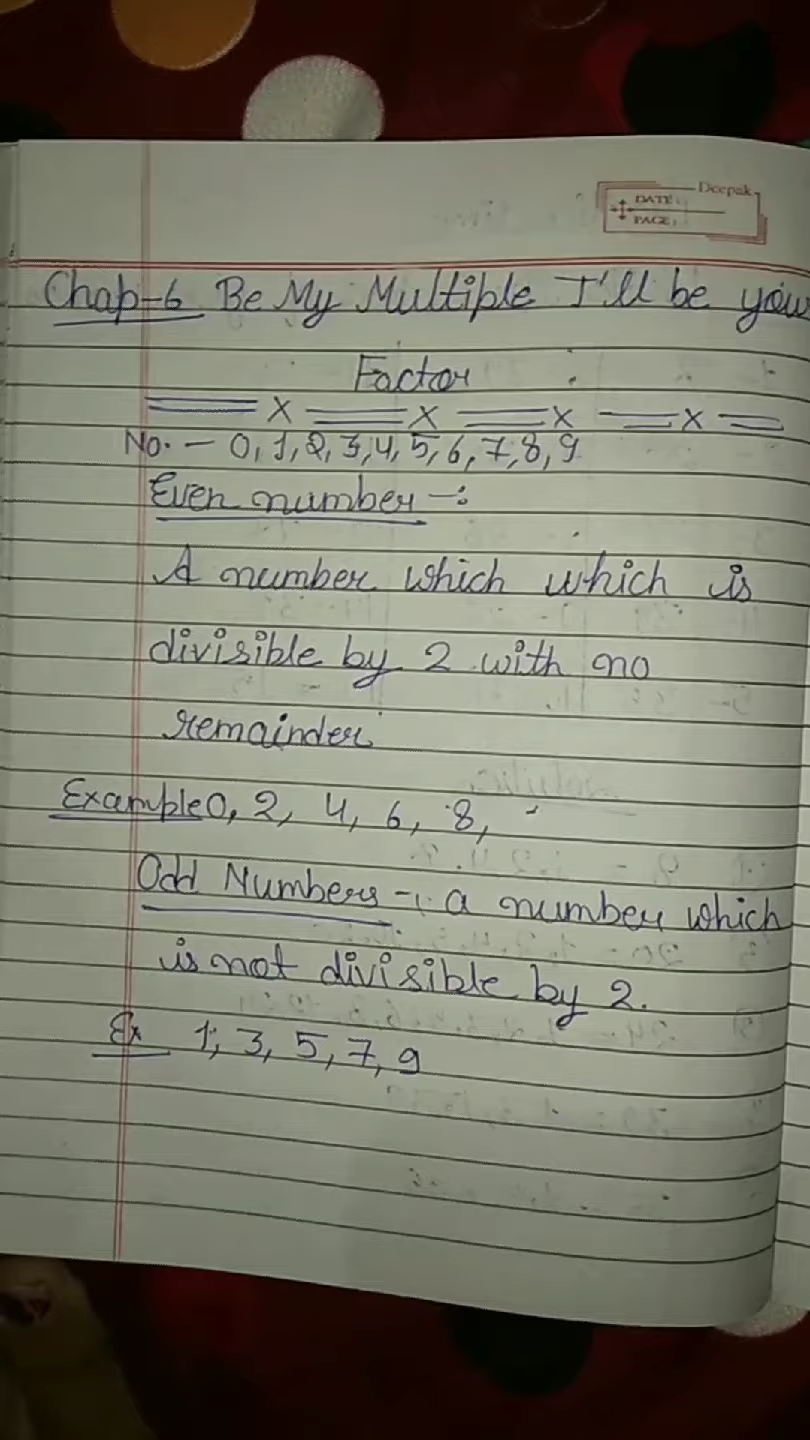 Deepak
DATE :
PAGE :
Chap-6 Be My Multiple I'll be your
Factor
No. - 0, 1, 2, 3, 4, 5, 6, 7, 8, 9
Even number -:
A number which which is
divisible by 2 with no
remainder.
Example 0, 2, 4, 6, 8,
Odd Numbers -: a number which
is not divisible by 2.
Ex 1, 3, 5, 7, 9